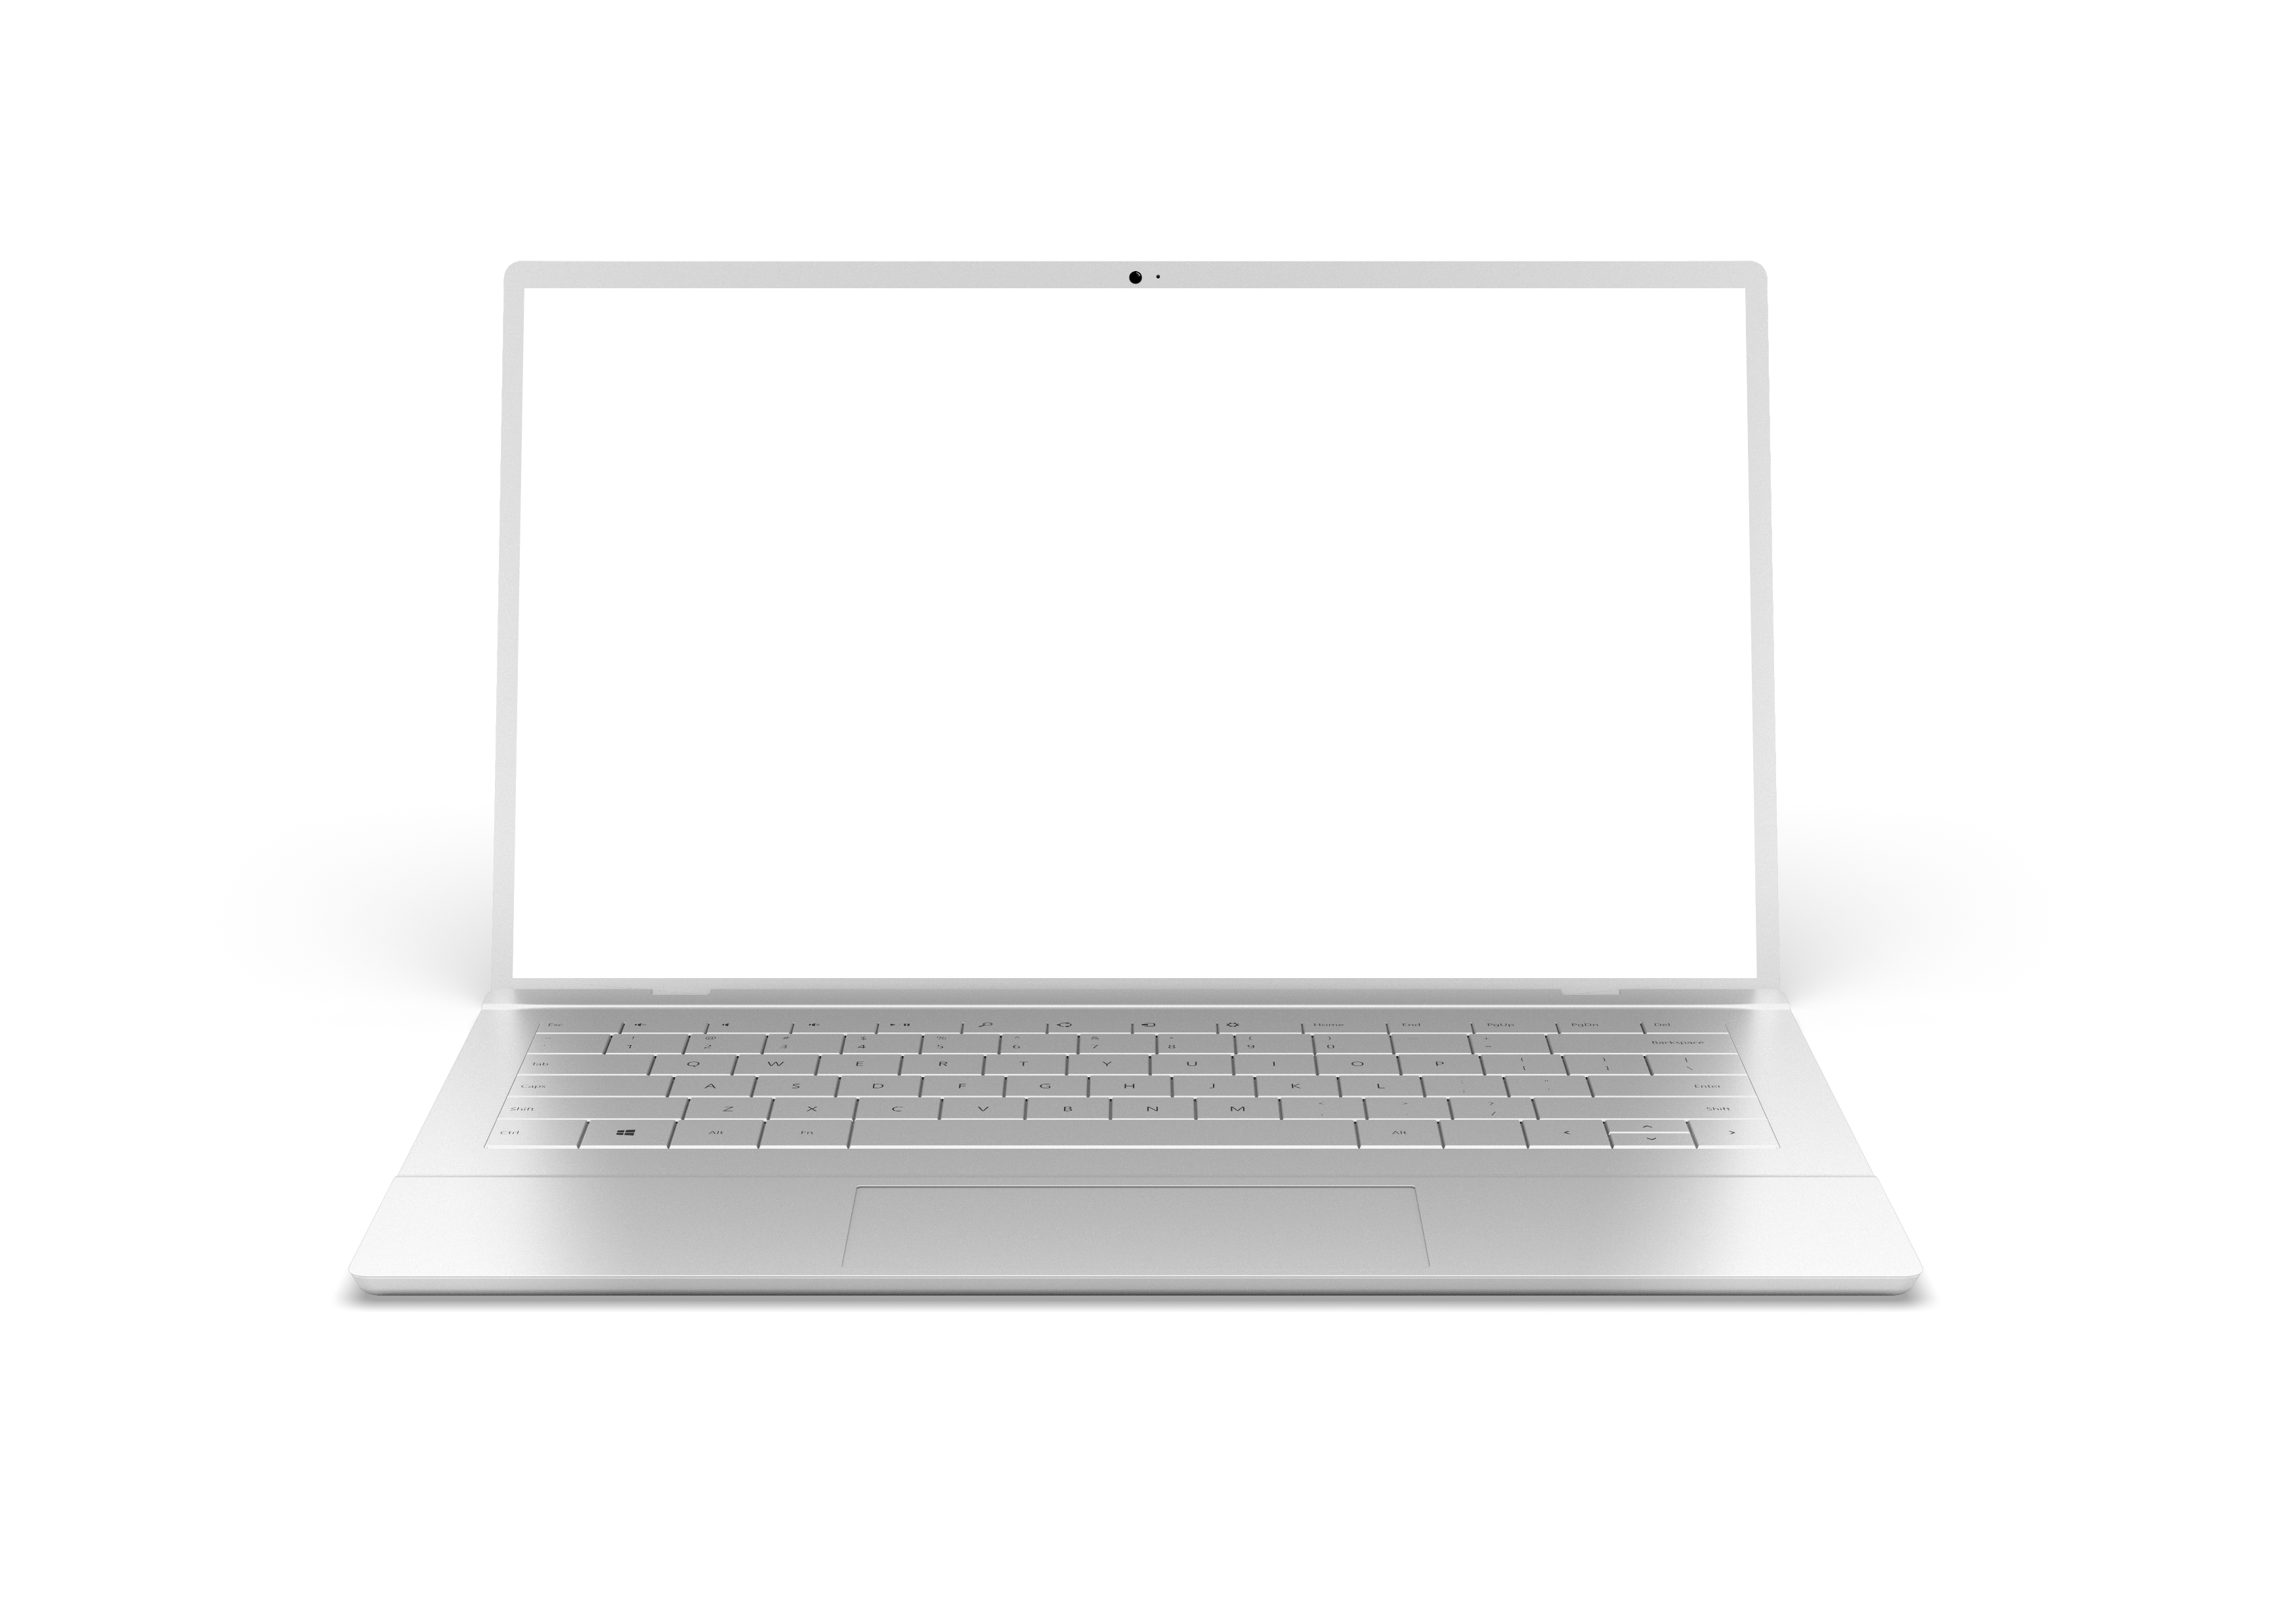 Esc Home End PgUp PgDn Del
! @ # $ % ^ & * ( )
1 2 3 4 5 6 7 8 9 0 = Backspace
Tab Q W E R T Y U I O P [ ] \
Caps A S D F G H J K L Enter
Shift Z X C V B N M Shift
Ctrl Alt Fn Alt < >